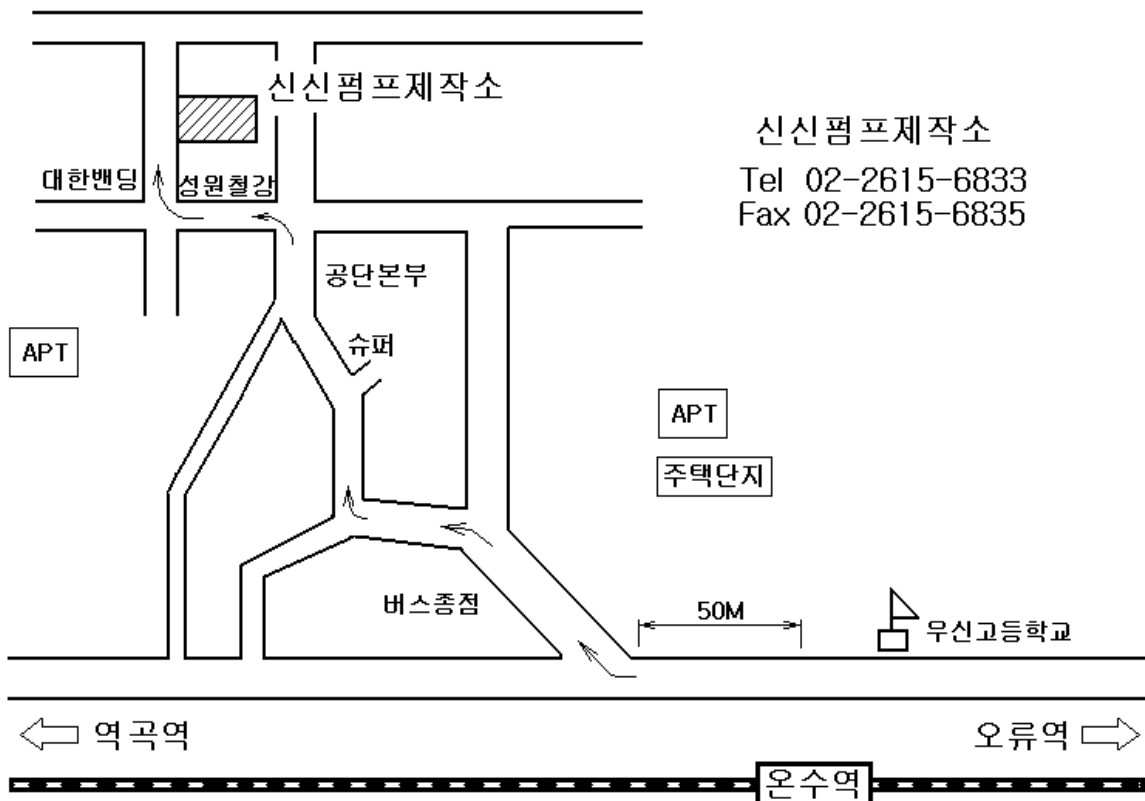 신신펌프제작소
신신펌프제작소
Tel 02-2615-6833
Fax 02-2615-6835
대한밴딩
성원철강
공단본부
슈퍼
APT
APT
주택단지
버스종점
50M
우신고등학교
역곡역
오류역
온수역